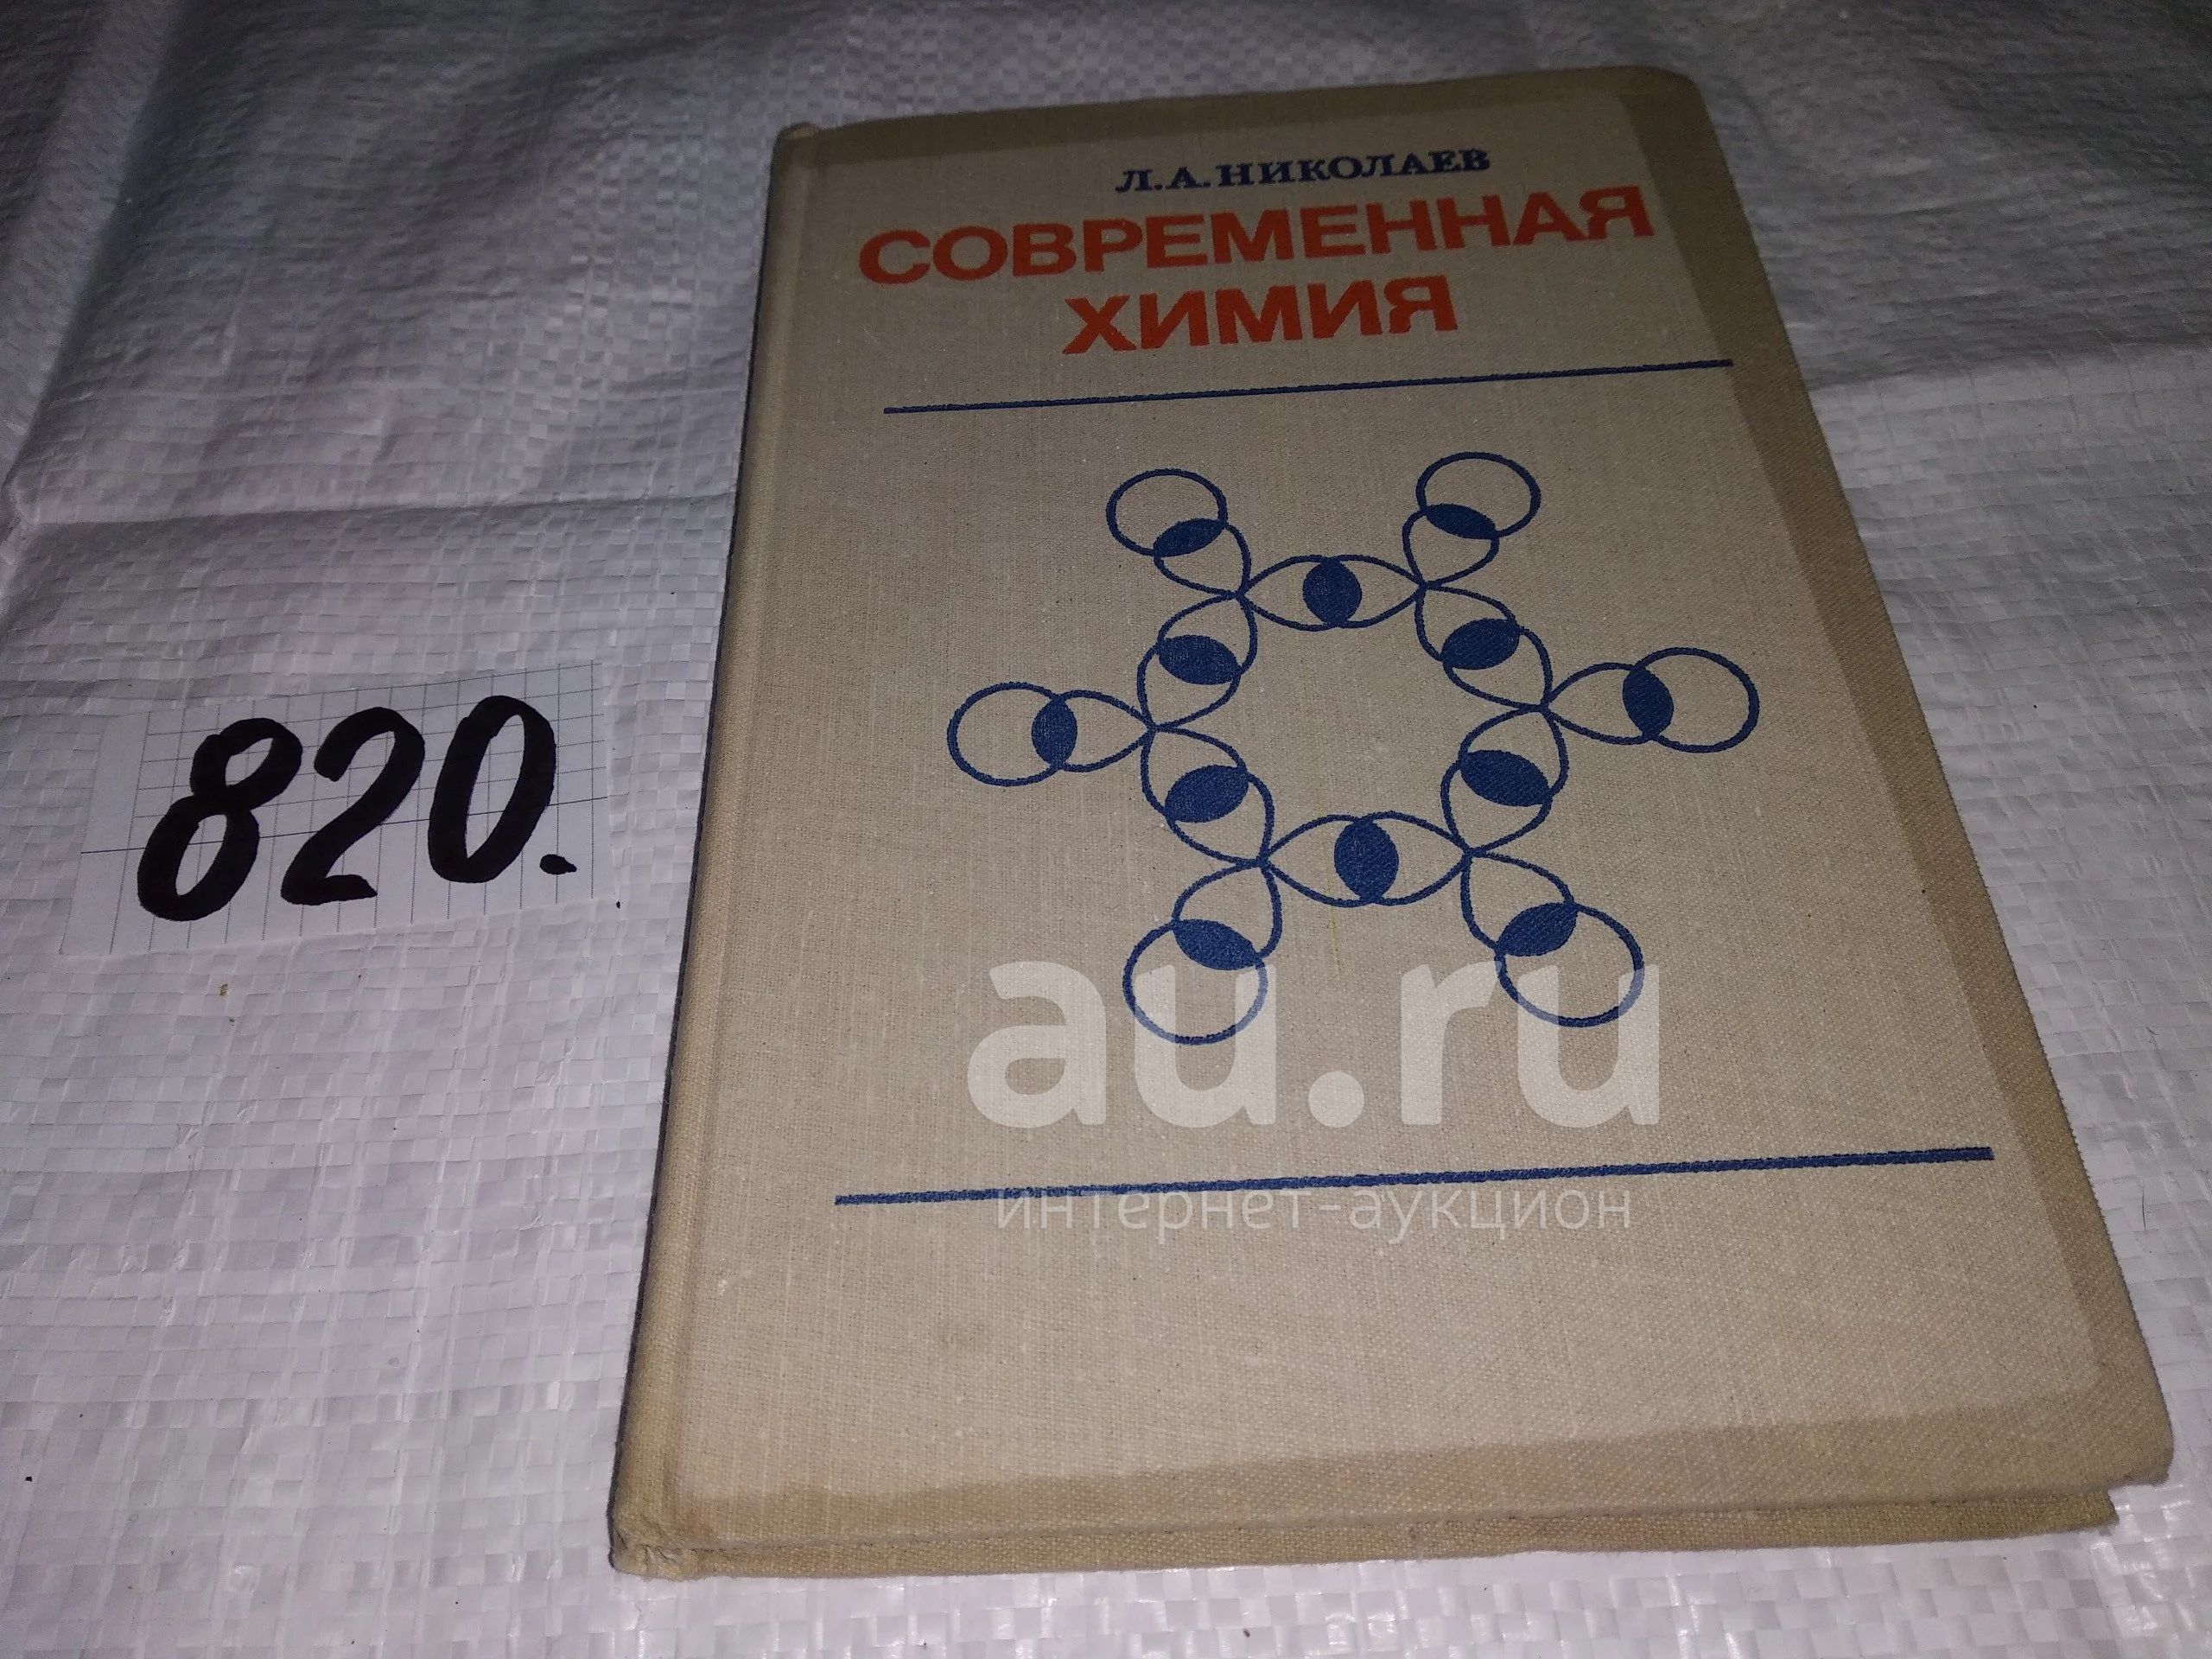 Л.А.НИКОЛАЕВ
СОВРЕМЕННАЯ
ХИМИЯ
820.
au.ru
интернет-аукцион